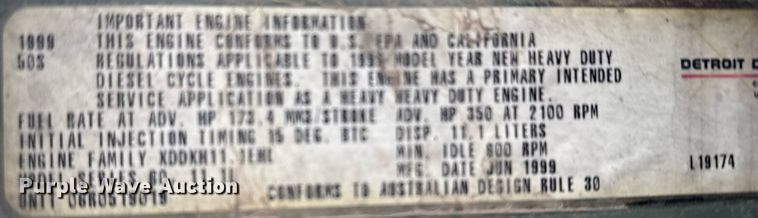 IMPORTANT ENGINE INFORMATION
1999 THIS ENGINE CONFORMS TO U.S. EPA AND CALIFORNIA
50S REGULATIONS APPLICABLE TO 1999 MODEL YEAR NEW HEAVY DUTY
DIESEL CYCLE ENGINES. THIS ENGINE HAS A PRIMARY INTENDED
SERVICE APPLICATION AS A HEAVY HEAVY DUTY ENGINE.
DETROIT D
FUEL RATE AT ADV. HP 173.4 MM3/STROKE ADV. HP 350 AT 2100 RPM
INITIAL INJECTION TIMING 15 DEG. BTC DISP. 11.1 LITERS
ENGINE FAMILY MIN. IDLE 600 RPM
MFG. DATE JUN 1999 L19174
Purple Wave Auction
UNIT CONFORMS TO AUSTRALIAN DESIGN RULE 30